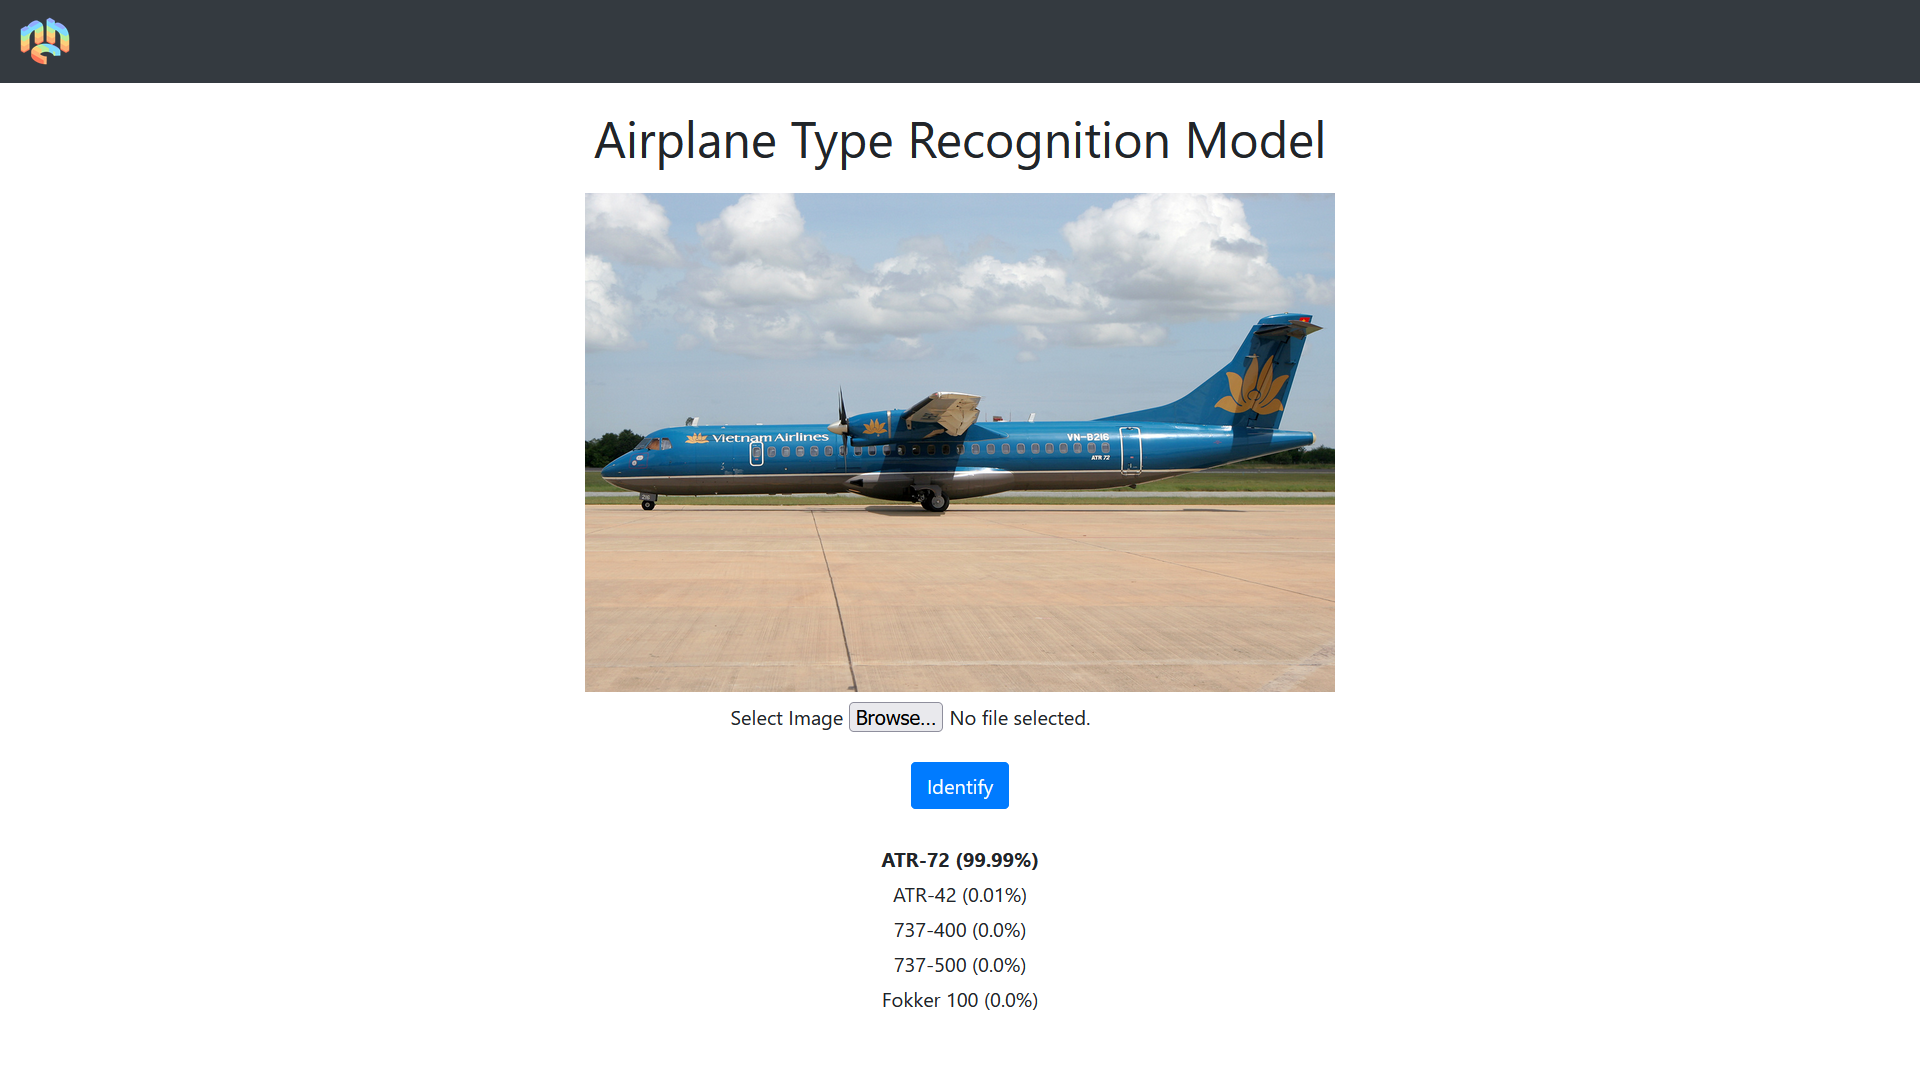 Airplane Type Recognition Model
Vietnam Airlines
VN-B216
ATR 72
216
Select Image Browse... No file selected.
Identify
ATR-72 (99.99%)
ATR-42 (0.01%)
737-400 (0.0%)
737-500 (0.0%)
Fokker 100 (0.0%)